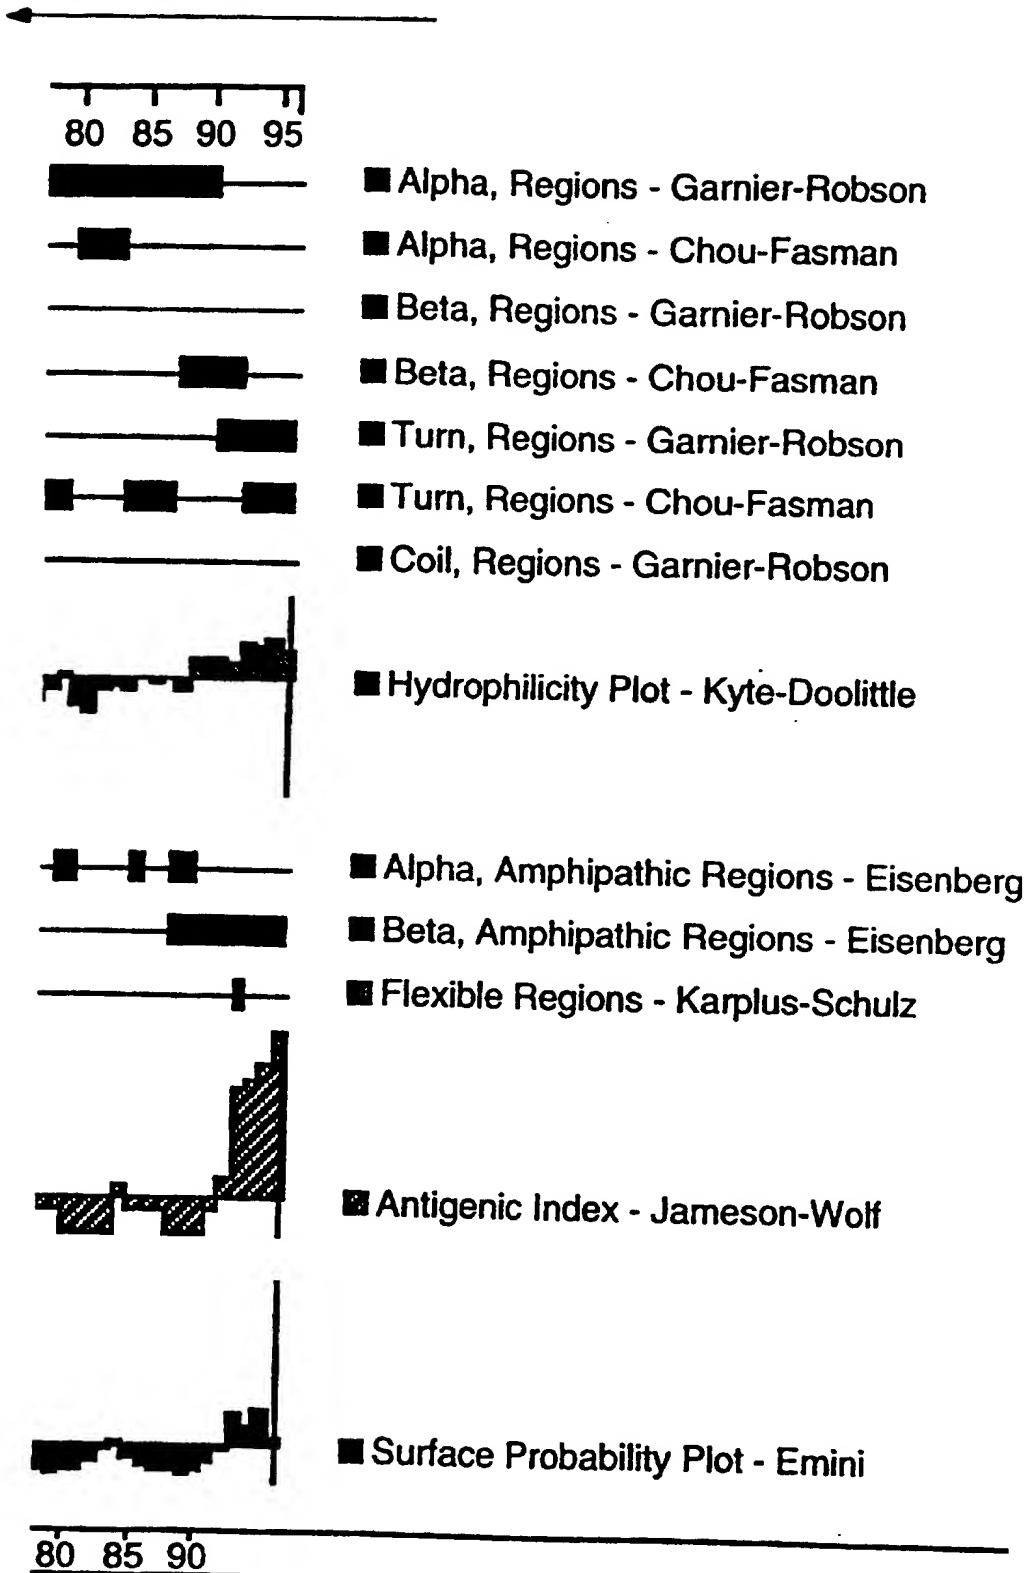 80 85 90 95
Alpha, Regions - Garnier-Robson
Alpha, Regions - Chou-Fasman
Beta, Regions - Garnier-Robson
Beta, Regions - Chou-Fasman
Turn, Regions - Garnier-Robson
Turn, Regions - Chou-Fasman
Coil, Regions - Garnier-Robson
Hydrophilicity Plot - Kyte-Doolittle
Alpha, Amphipathic Regions - Eisenberg
Beta, Amphipathic Regions - Eisenberg
Flexible Regions - Karplus-Schulz
Antigenic Index - Jameson-Wolf
Surface Probability Plot - Emini
80 85 90